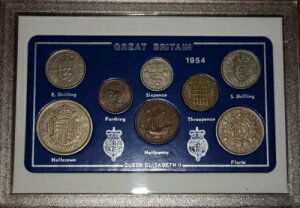 GREAT BRITAIN
1954
E. Shilling
Sixpence
S. Shilling
Farthing
Threepence
Halfcrown
Halfpenny
Florin
QUEEN ELIZABETH II